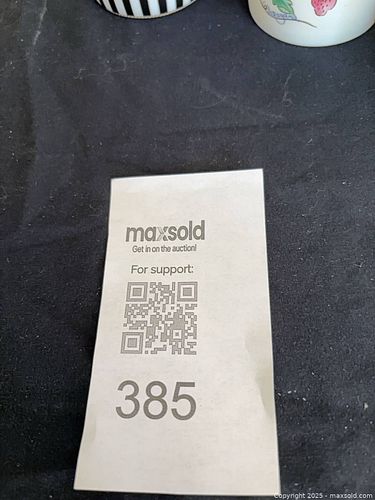 maxsold
Get in on the auction!
For support:
385
Copyright 2025 - maxsold.com